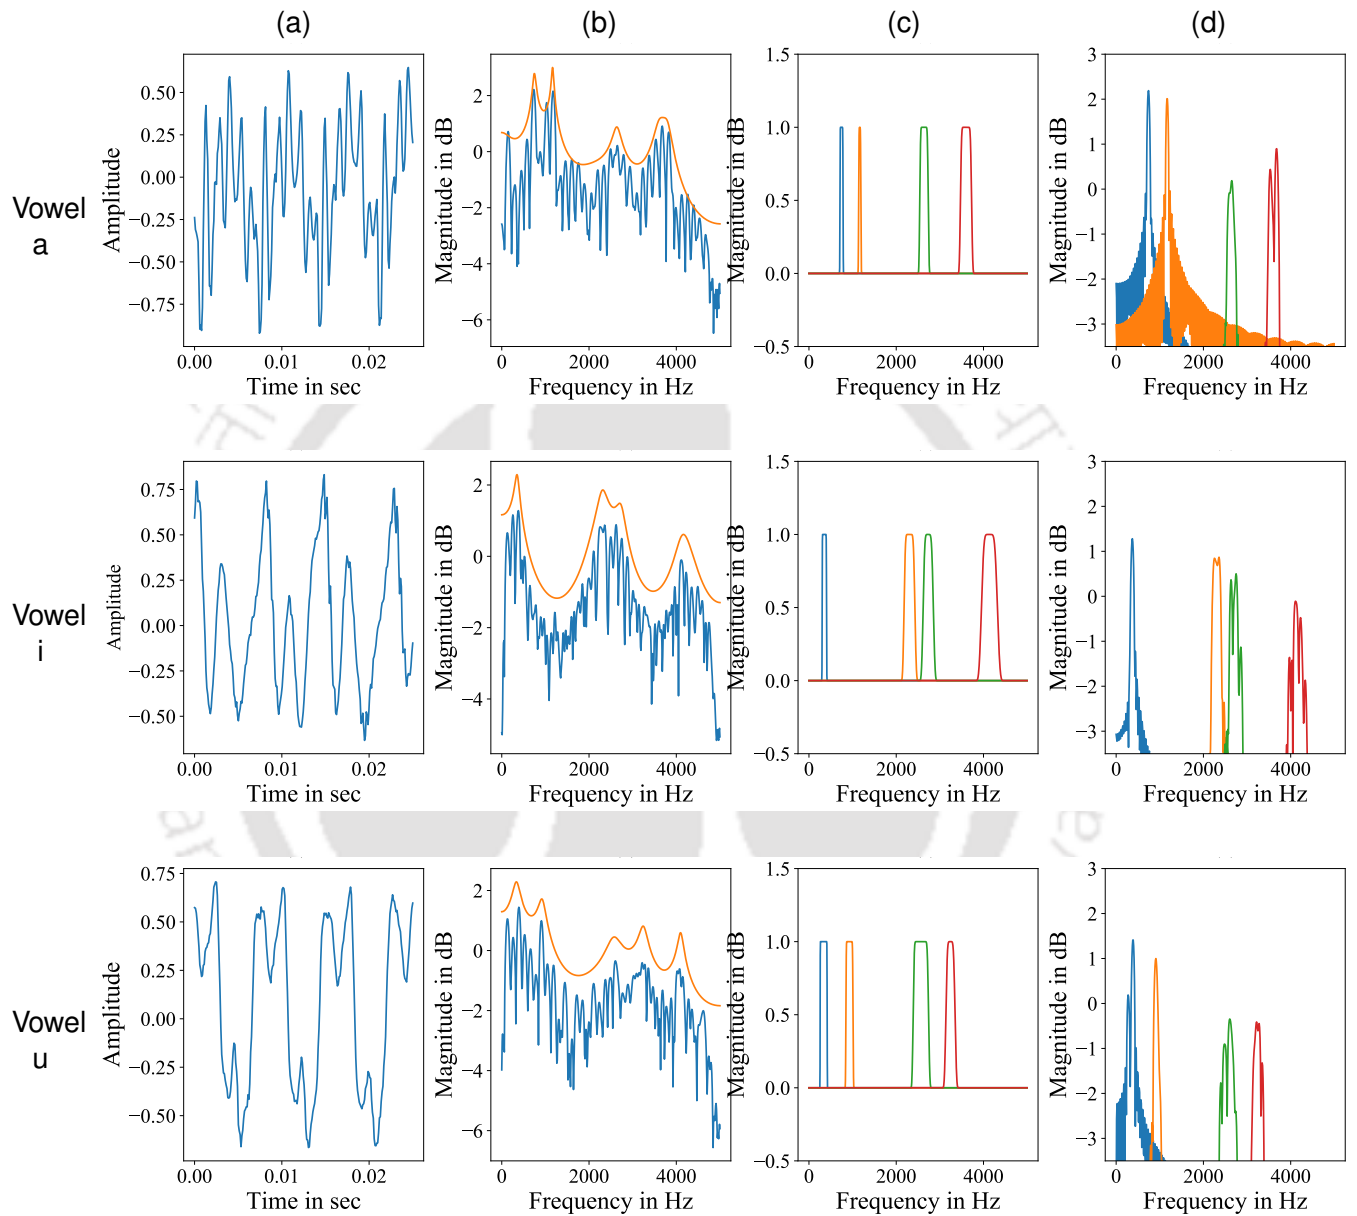 (a) (b) (c) (d)
Vowel
a
Amplitude
0.50
0.25
0.00
−0.25
−0.50
−0.75
0.00 0.01 0.02
Time in sec
Magnitude in dB
2
0
−2
−4
−6
0 2000 4000
Frequency in Hz
Magnitude in dB
1.5
1.0
0.5
0.0
−0.5
0 2000 4000
Frequency in Hz
Magnitude in dB
3
2
1
0
−1
−2
−3
0 2000 4000
Frequency in Hz
Vowel
i
Amplitude
0.75
0.50
0.25
0.00
−0.25
−0.50
0.00 0.01 0.02
Time in sec
Magnitude in dB
2
0
−2
−4
0 2000 4000
Frequency in Hz
Magnitude in dB
1.5
1.0
0.5
0.0
−0.5
0 2000 4000
Frequency in Hz
Magnitude in dB
3
2
1
0
−1
−2
−3
0 2000 4000
Frequency in Hz
Vowel
u
Amplitude
0.75
0.50
0.25
0.00
−0.25
−0.50
0.00 0.01 0.02
Time in sec
Magnitude in dB
2
0
−2
−4
−6
0 2000 4000
Frequency in Hz
Magnitude in dB
1.5
1.0
0.5
0.0
−0.5
0 2000 4000
Frequency in Hz
Magnitude in dB
3
2
1
0
−1
−2
−3
0 2000 4000
Frequency in Hz